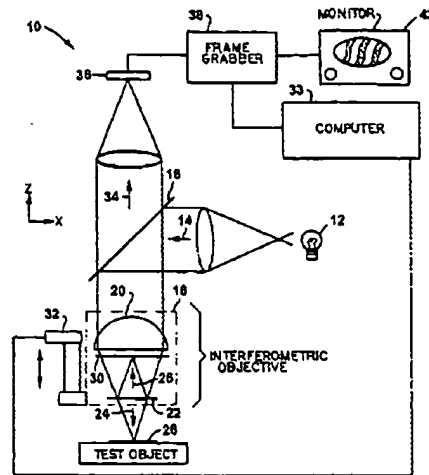 10
38
MONITOR
42
FRAME
GRABBER
36
33
COMPUTER
34
16
Z
X
14
12
20
18
32
30
26
INTERFEROMETRIC
OBJECTIVE
24
22
28
TEST OBJECT